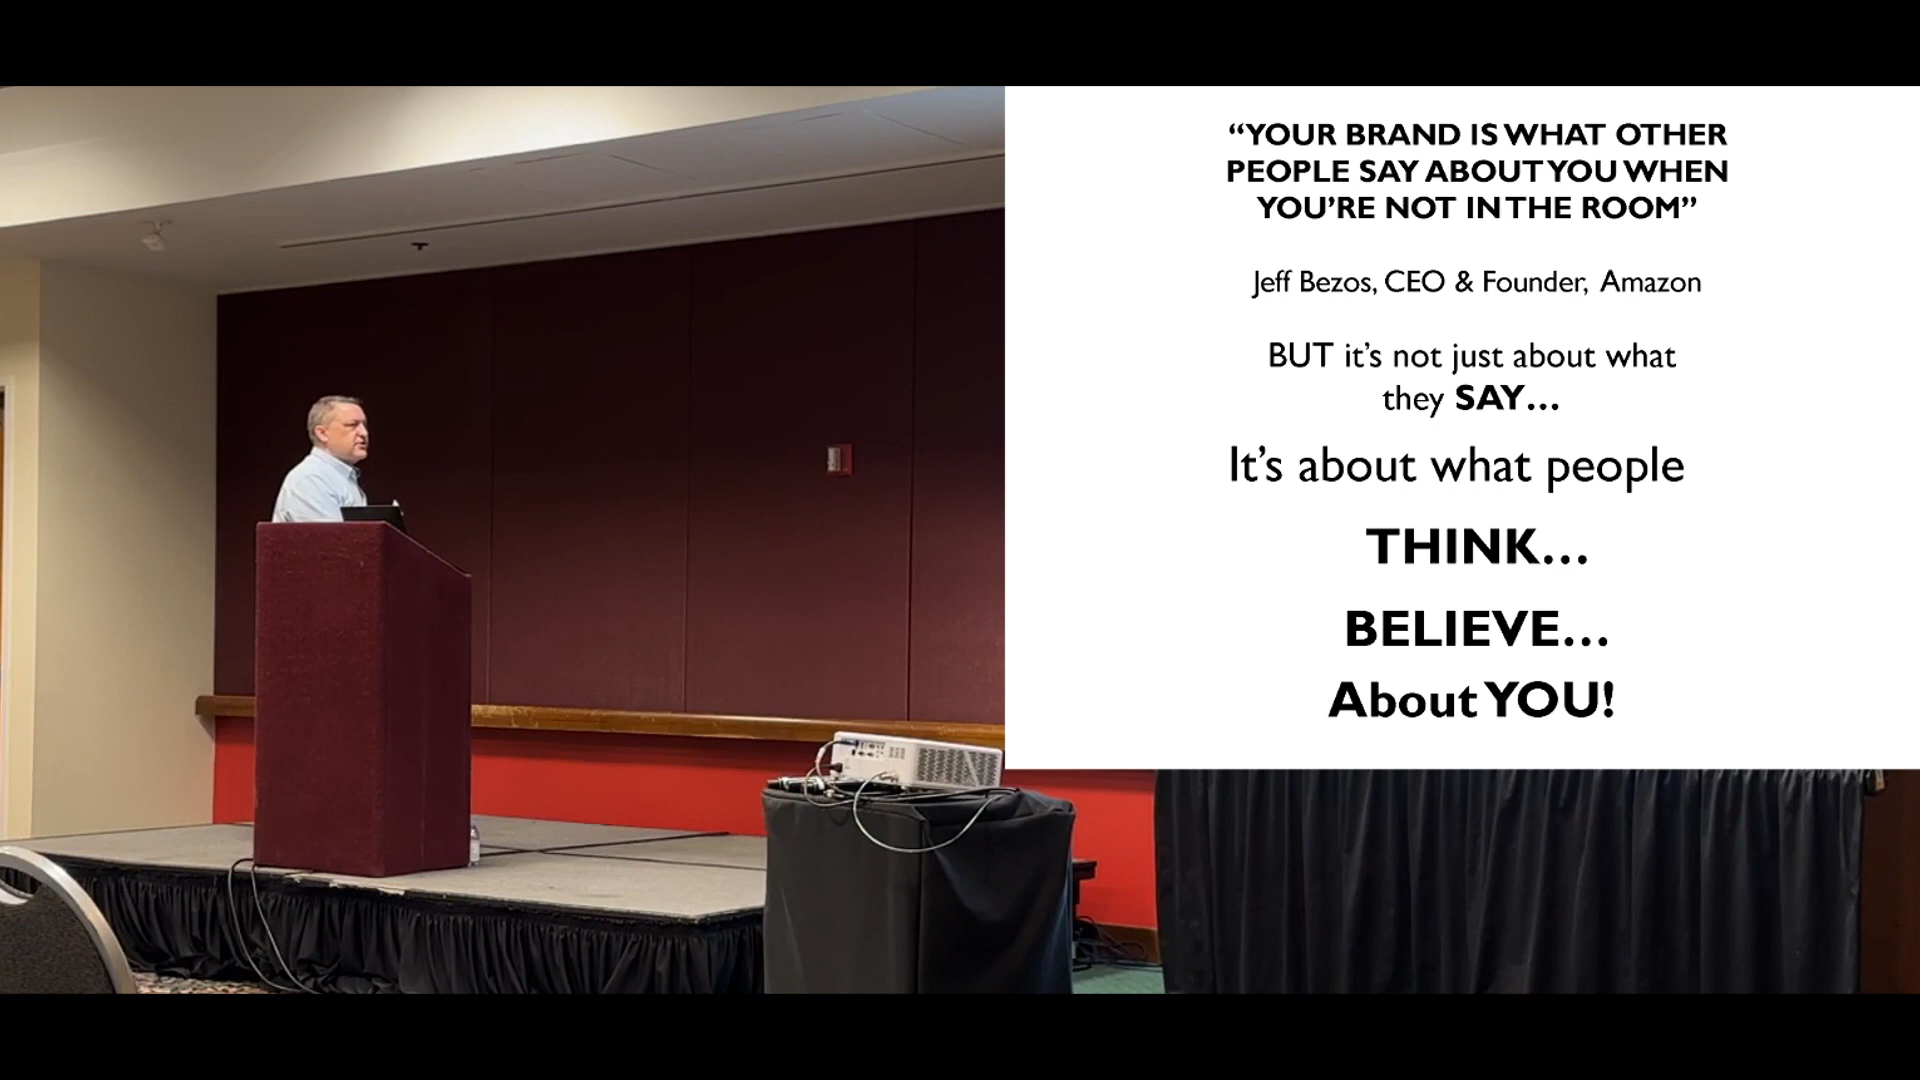 “YOUR BRAND IS WHAT OTHER
PEOPLE SAY ABOUT YOU WHEN
YOU’RE NOT IN THE ROOM”
Jeff Bezos, CEO & Founder, Amazon
BUT it’s not just about what
they SAY…
It’s about what people
THINK…
BELIEVE…
About YOU!